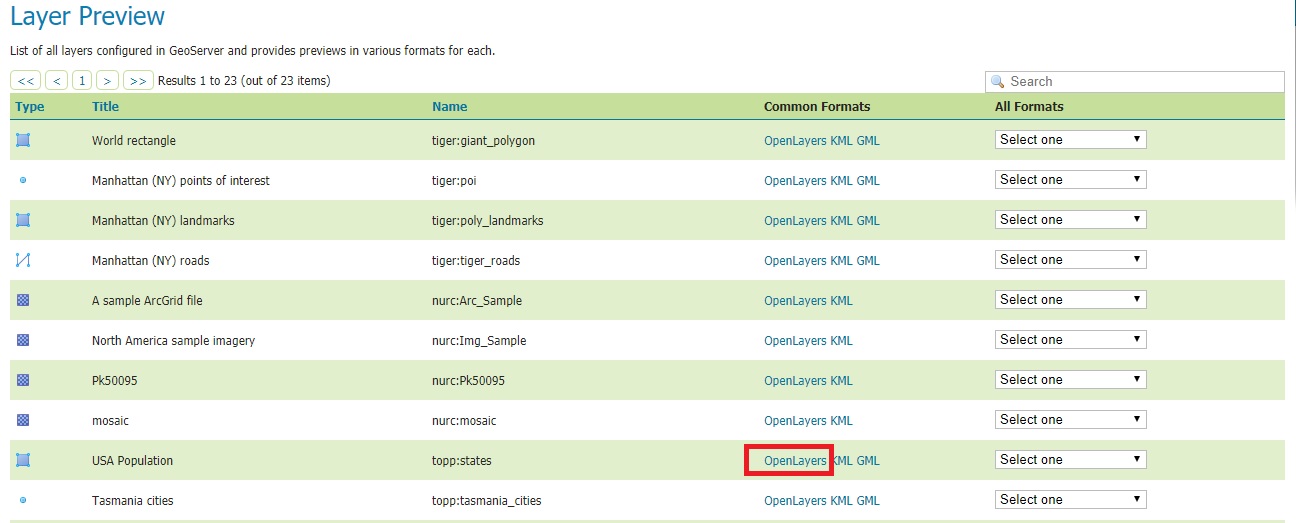 Layer Preview
List of all layers configured in GeoServer and provides previews in various formats for each.
<< < 1 > >> Results 1 to 23 (out of 23 items) Search
Type Title Name Common Formats All Formats
World rectangle tiger:giant_polygon OpenLayers KML GML Select one
Manhattan (NY) points of interest tiger:poi OpenLayers KML GML Select one
Manhattan (NY) landmarks tiger:poly_landmarks OpenLayers KML GML Select one
Manhattan (NY) roads tiger:tiger_roads OpenLayers KML GML Select one
A sample ArcGrid file nurc:Arc_Sample OpenLayers KML Select one
North America sample imagery nurc:Img_Sample OpenLayers KML Select one
Pk50095 nurc:Pk50095 OpenLayers KML Select one
mosaic nurc:mosaic OpenLayers KML Select one
USA Population topp:states OpenLayers KML GML Select one
Tasmania cities topp:tasmania_cities OpenLayers KML GML Select one